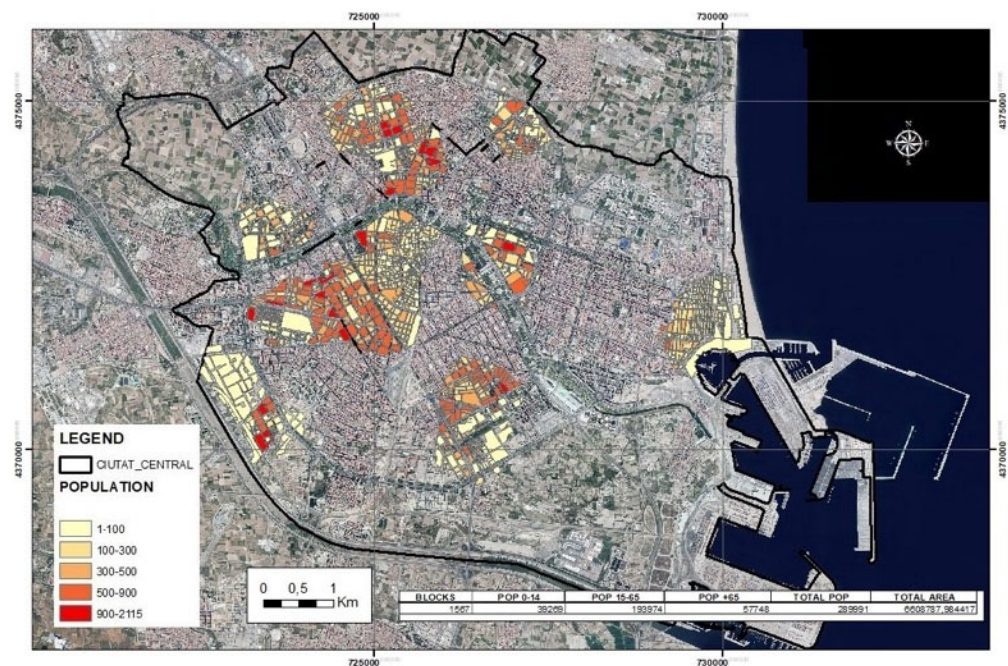 725000 730000
4375000 4375000
N
W E
S
LEGEND
CIUTAT_CENTRAL
POPULATION
1-100
100-300
300-500
500-900
900-2115
4370000 4370000
0 0,5 1
Km
BLOCKS POP 0-14 POP 15-65 POP +65 TOTAL POP TOTAL AREA
1567 38269 193974 57748 289991 6608787,984417
725000 730000